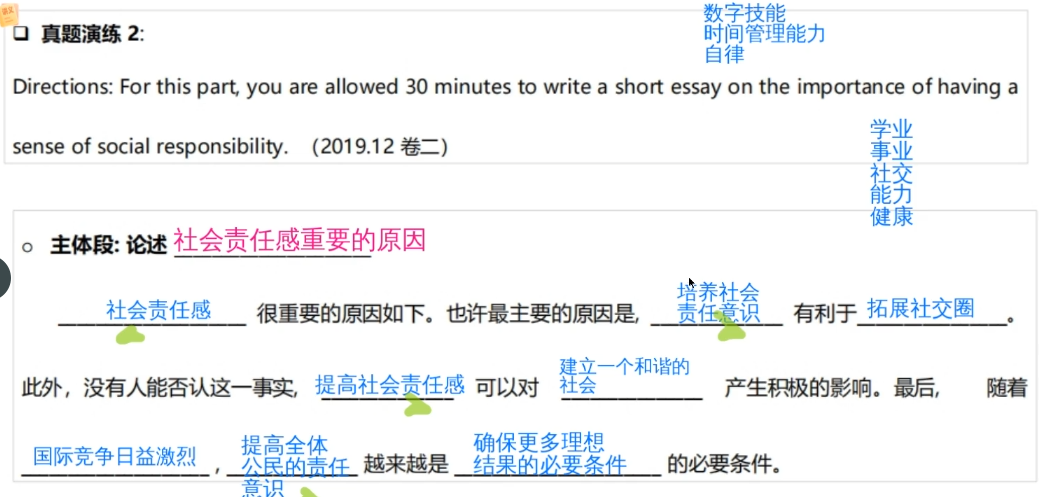 语文
数字技能
真题演练 2:
时间管理能力
自律
Directions: For this part, you are allowed 30 minutes to write a short essay on the importance of having a
学业
sense of social responsibility. （2019.12 卷二）
事业
社交
能力
健康
主体段: 论述 社会责任感重要的原因
社会责任感 很重要的原因如下。也许最主要的原因是, 培养社会责任意识 有利于 拓展社交圈 。
此外，没有人能否认这一事实, 提高社会责任感 可以对 建立一个和谐的社会 产生积极的影响。最后, 随着
国际竞争日益激烈 , 提高全体公民的责任意识 越来越是 确保更多理想结果的必要条件 的必要条件。